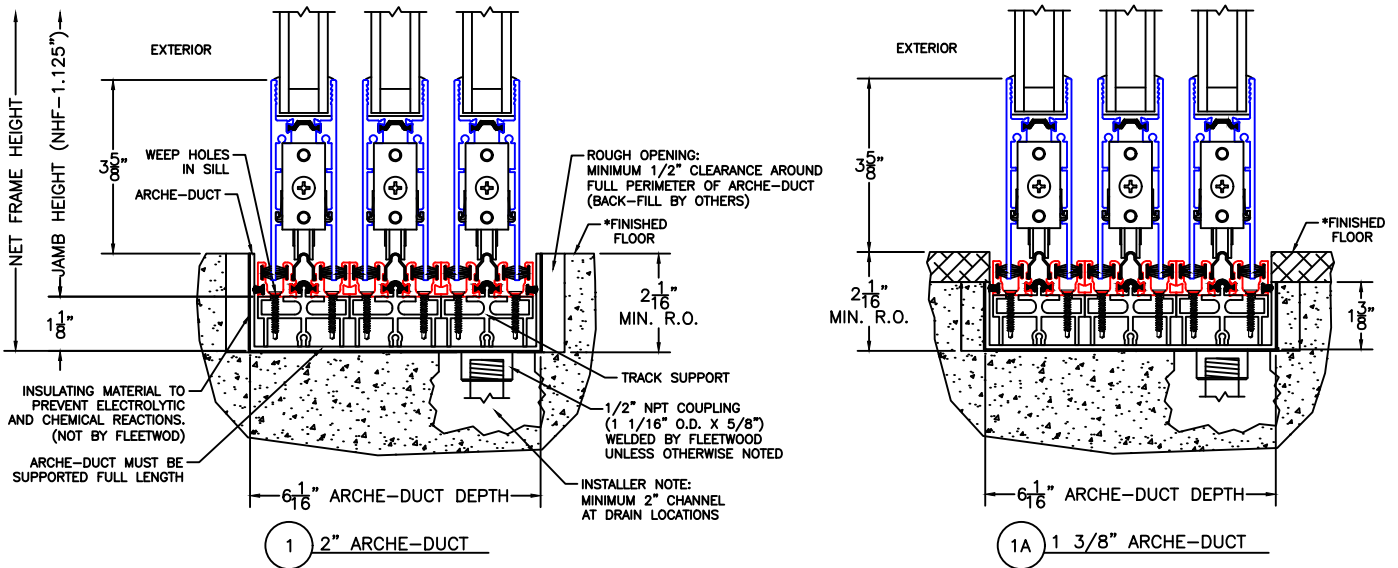 NET FRAME HEIGHT
JAMB HEIGHT (NHF-1.125")
EXTERIOR
3 5/8"
WEEP HOLES
IN SILL
ARCHE-DUCT
1 1/8"
INSULATING MATERIAL TO
PREVENT ELECTROLYTIC
AND CHEMICAL REACTIONS.
(NOT BY FLEETWOD)
ARCHE-DUCT MUST BE
SUPPORTED FULL LENGTH
ROUGH OPENING:
MINIMUM 1/2" CLEARANCE AROUND
FULL PERIMETER OF ARCHE-DUCT
(BACK-FILL BY OTHERS)
*FINISHED
FLOOR
2 1/16"
MIN. R.O.
TRACK SUPPORT
1/2" NPT COUPLING
(1 1/16" O.D. X 5/8")
WELDED BY FLEETWOOD
UNLESS OTHERWISE NOTED
INSTALLER NOTE:
MINIMUM 2" CHANNEL
AT DRAIN LOCATIONS
6 1/16" ARCHE-DUCT DEPTH
1 2" ARCHE-DUCT
EXTERIOR
3 5/8"
*FINISHED
FLOOR
2 1/16"
MIN. R.O.
1 3/8"
6 1/16" ARCHE-DUCT DEPTH
1A 1 3/8" ARCHE-DUCT